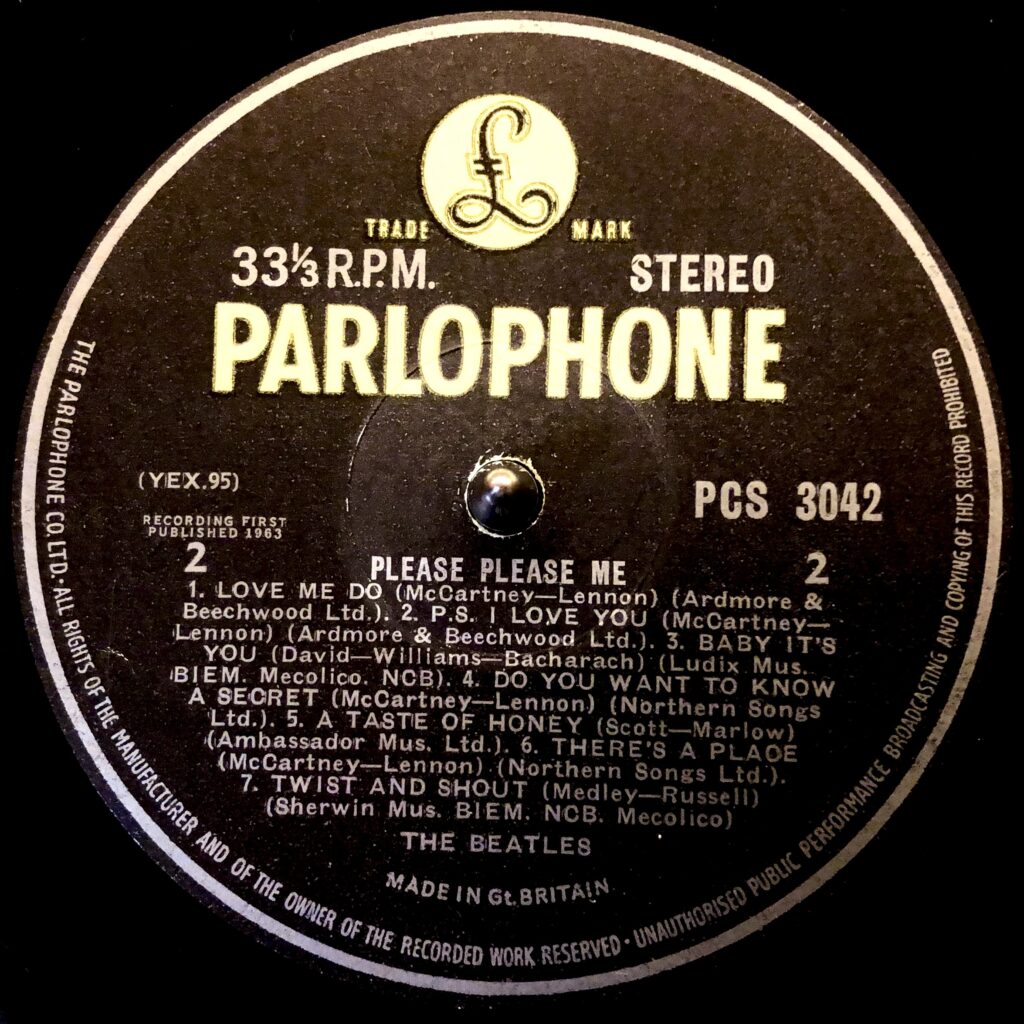 £
TRADE MARK
33⅓ R.P.M. STEREO
PARLOPHONE
(YEX.95)
PCS 3042
RECORDING FIRST
PUBLISHED 1963
2 2
PLEASE PLEASE ME
1. LOVE ME DO (McCartney—Lennon) (Ardmore &
Beechwood Ltd.). 2. P.S. I LOVE YOU (McCartney—
Lennon) (Ardmore & Beechwood Ltd.). 3. BABY IT'S
YOU (David—Williams—Bacharach) (Ludix Mus.
BIEM. Mecolico. NCB). 4. DO YOU WANT TO KNOW
A SECRET (McCartney—Lennon) (Northern Songs
Ltd.). 5. A TASTE OF HONEY (Scott—Marlow)
(Ambassador Mus. Ltd.). 6. THERE'S A PLACE
(McCartney—Lennon) (Northern Songs Ltd.).
7. TWIST AND SHOUT (Medley—Russell)
(Sherwin Mus. BIEM. NCB. Mecolico)
THE BEATLES
MADE IN Gt. BRITAIN
THE PARLOPHONE CO. LTD. · ALL RIGHTS OF THE MANUFACTURER AND OF THE OWNER OF THE RECORDED WORK RESERVED · UNAUTHORISED PUBLIC PERFORMANCE BROADCASTING AND COPYING OF THIS RECORD PROHIBITED